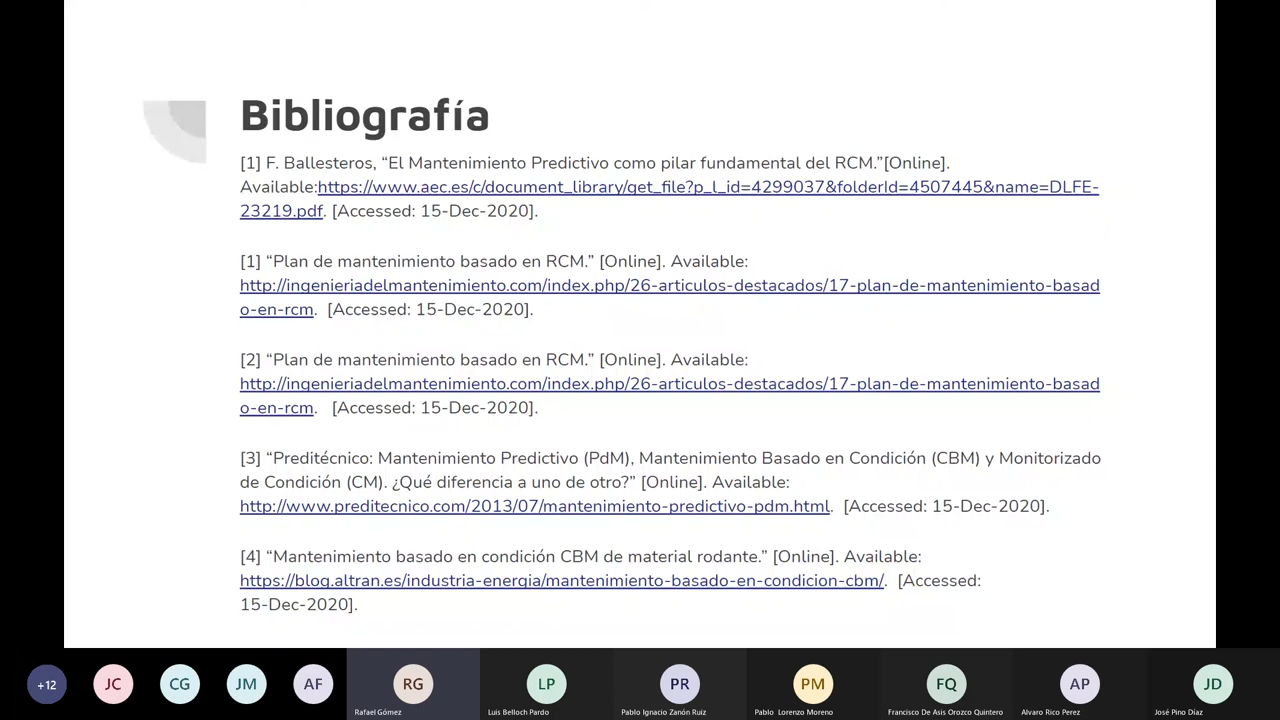 Bibliografía
[1] F. Ballesteros, “El Mantenimiento Predictivo como pilar fundamental del RCM.”[Online].
Available:https://www.aec.es/c/document_library/get_file?p_l_id=4299037&folderId=4507445&name=DLFE-
23219.pdf. [Accessed: 15-Dec-2020].
[1] “Plan de mantenimiento basado en RCM.” [Online]. Available:
http://ingenieriadelmantenimiento.com/index.php/26-articulos-destacados/17-plan-de-mantenimiento-basad
o-en-rcm.  [Accessed: 15-Dec-2020].
[2] “Plan de mantenimiento basado en RCM.” [Online]. Available:
http://ingenieriadelmantenimiento.com/index.php/26-articulos-destacados/17-plan-de-mantenimiento-basad
o-en-rcm.   [Accessed: 15-Dec-2020].
[3] “Preditécnico: Mantenimiento Predictivo (PdM), Mantenimiento Basado en Condición (CBM) y Monitorizado
de Condición (CM). ¿Qué diferencia a uno de otro?” [Online]. Available:
http://www.preditecnico.com/2013/07/mantenimiento-predictivo-pdm.html.  [Accessed: 15-Dec-2020].
[4] “Mantenimiento basado en condición CBM de material rodante.” [Online]. Available:
https://blog.altran.es/industria-energia/mantenimiento-basado-en-condicion-cbm/.  [Accessed:
15-Dec-2020].
+12 JC CG JM AF RG LP PR PM FQ AP JD
Rafael Gómez Luis Belloch Pardo Pablo Ignacio Zanón Ruiz Pablo Lorenzo Moreno Francisco De Asis Orozco Quintero Alvaro Rico Perez José Pino Díaz